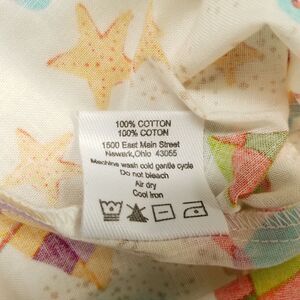 100% COTTON
100% COTON
1500 East Main Street
Newark,Ohio 43055
Machine wash cold gentle cycle
Do not bleach
Air dry
Cool Iron